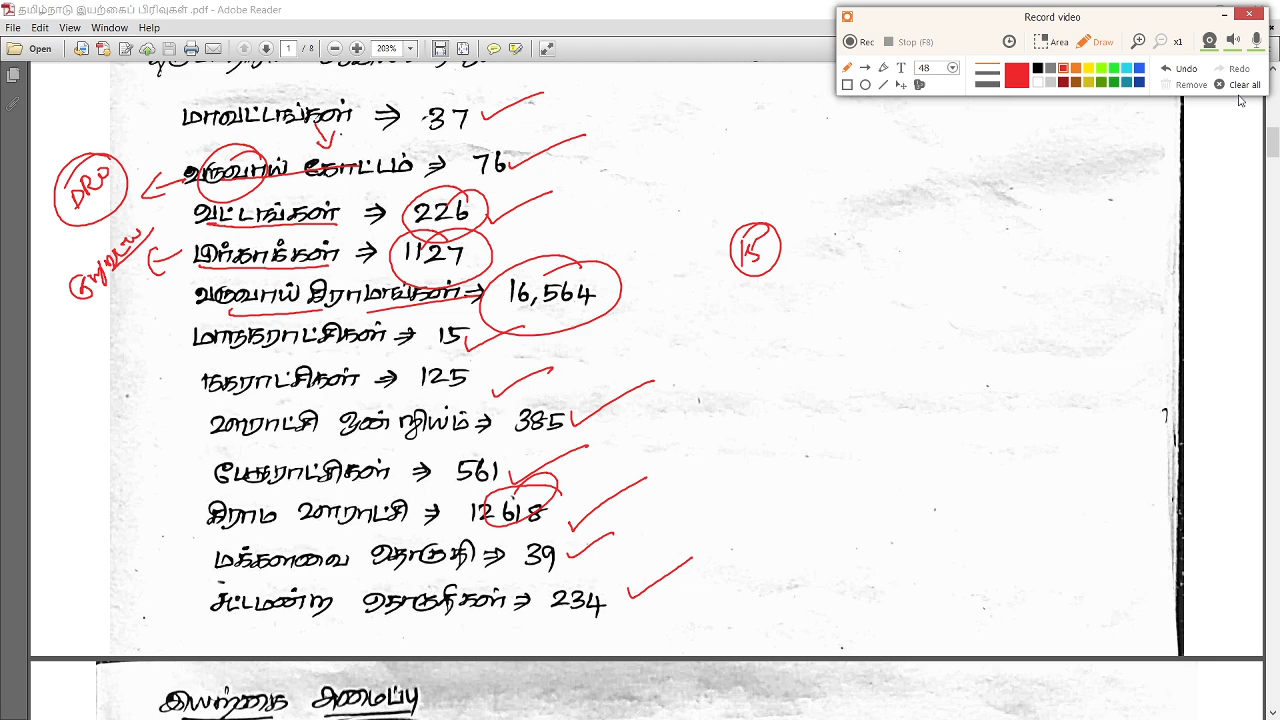 தமிழ்நாடு இயற்கைப் பிரிவுகள் .pdf - Adobe Reader
File Edit View Window Help
Open 1 / 8 203%
Record video
Rec Stop (F8) Area Draw x1
T 48 Undo Redo
Remove Clear all
மாவட்டங்கள் ⇒ 37
வருவாய் கோட்டம் ⇒ 76
DRO
வட்டங்கள் ⇒ 226
பிர்காக்கள் ⇒ 1127
15
வருவாய் கிராமங்கள் ⇒ 16,564
மாநகராட்சிகள் ⇒ 15
நகராட்சிகள் ⇒ 125
ஊராட்சி ஒன்றியம் ⇒ 385
பேரூராட்சிகள் ⇒ 561
கிராம ஊராட்சி ⇒ 12618
மக்களவை தொகுதி ⇒ 39
சட்டமன்ற தொகுதிகள் ⇒ 234
இயற்கை அமைப்பு